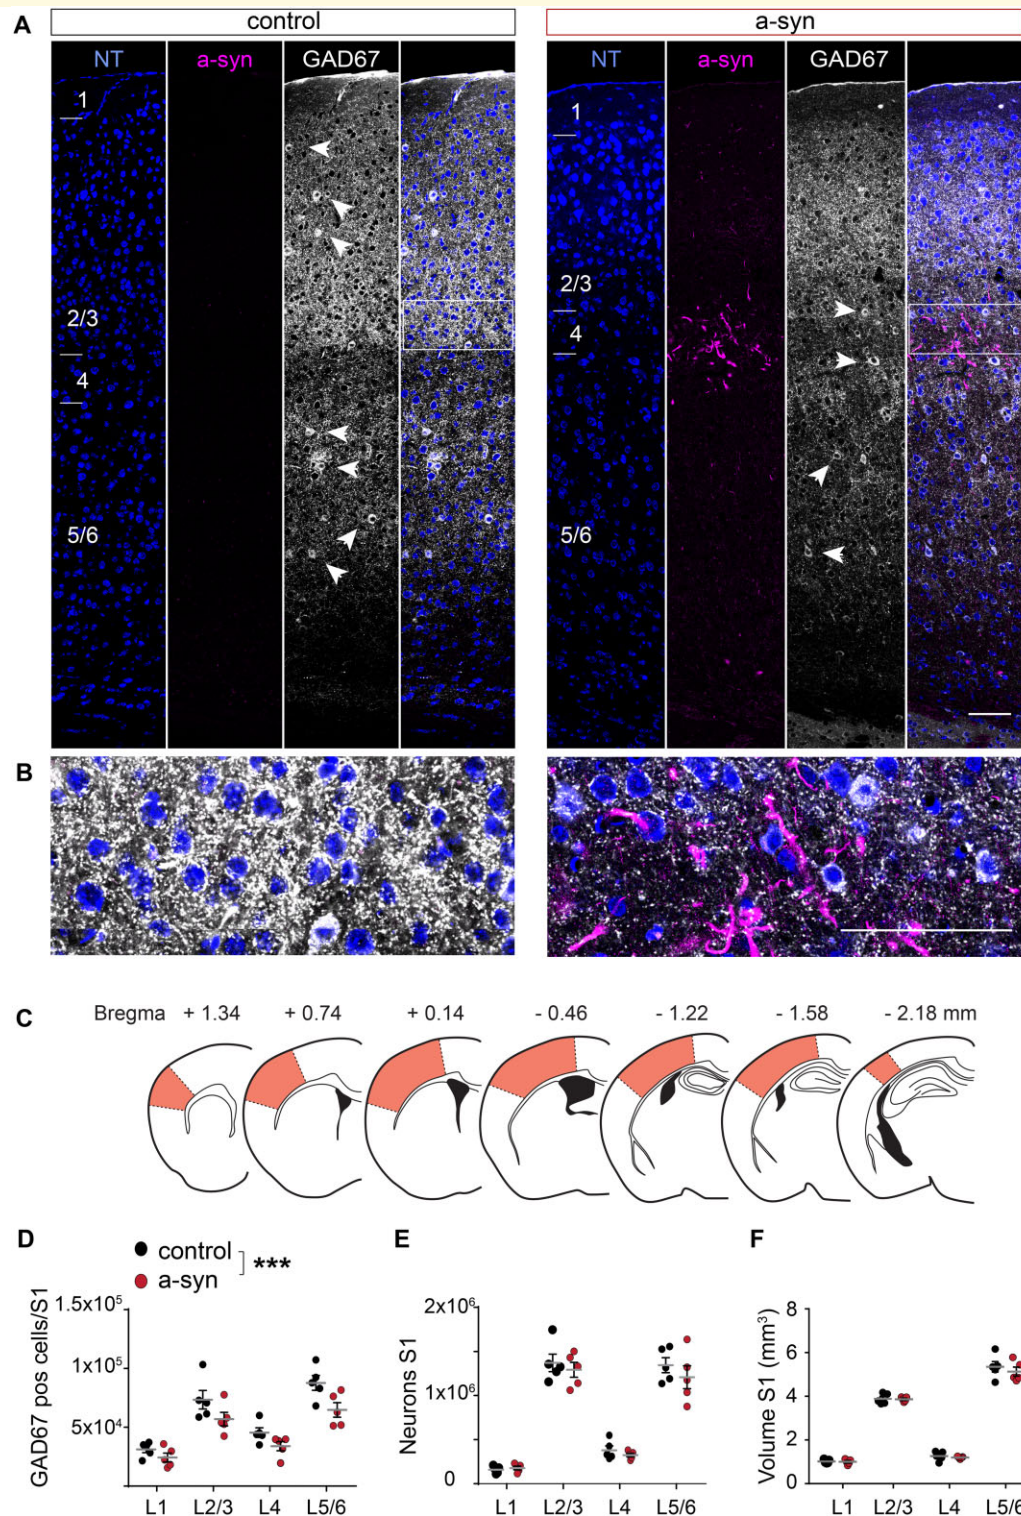 A
control
a-syn
NT a-syn GAD67
NT a-syn GAD67
1
2/3
4
5/6
1
2/3
4
5/6
B
C
Bregma + 1.34 + 0.74 + 0.14 - 0.46 - 1.22 - 1.58 - 2.18 mm
D
control
a-syn
***
GAD67 pos cells/S1
1.5x10⁵
1x10⁵
5x10⁴
L1 L2/3 L4 L5/6
E
Neurons S1
2x10⁶
1x10⁶
0
L1 L2/3 L4 L5/6
F
Volume S1 (mm³)
8
6
4
2
0
L1 L2/3 L4 L5/6